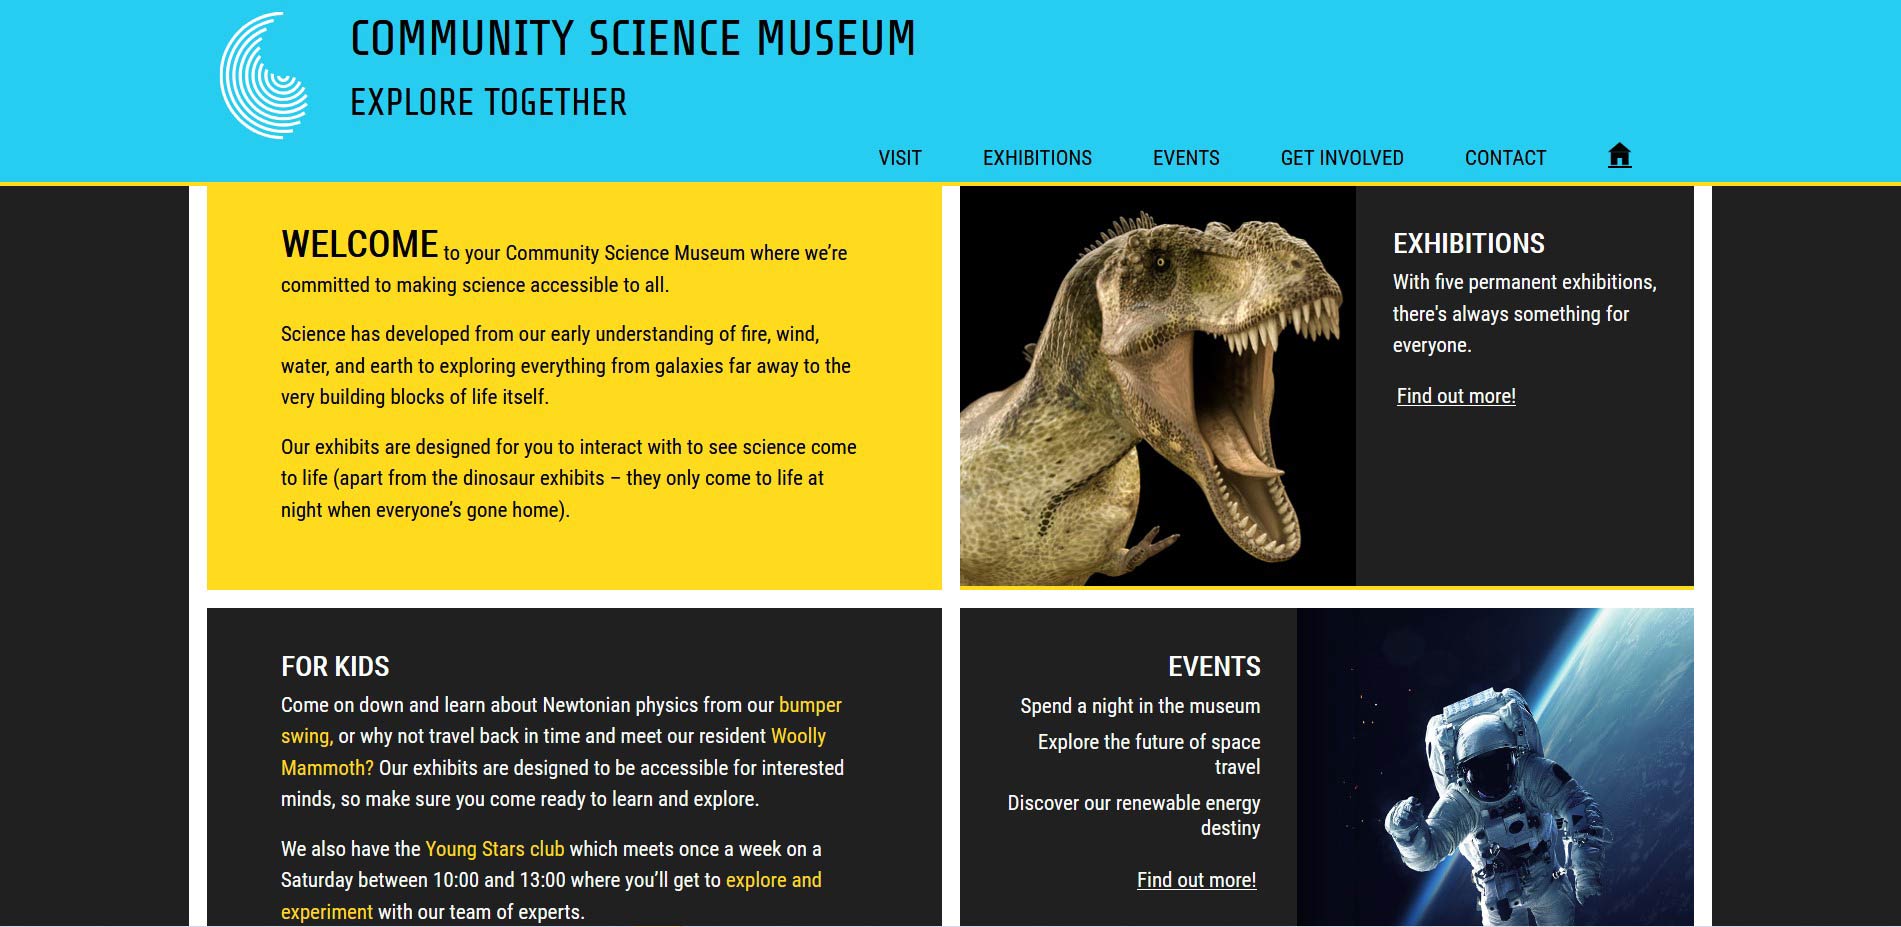 COMMUNITY SCIENCE MUSEUM
EXPLORE TOGETHER
VISIT EXHIBITIONS EVENTS GET INVOLVED CONTACT
WELCOME to your Community Science Museum where we’re
committed to making science accessible to all.
Science has developed from our early understanding of fire, wind,
water, and earth to exploring everything from galaxies far away to the
very building blocks of life itself.
Our exhibits are designed for you to interact with to see science come
to life (apart from the dinosaur exhibits – they only come to life at
night when everyone’s gone home).
EXHIBITIONS
With five permanent exhibitions,
there's always something for
everyone.
Find out more!
FOR KIDS
Come on down and learn about Newtonian physics from our bumper
swing, or why not travel back in time and meet our resident Woolly
Mammoth? Our exhibits are designed to be accessible for interested
minds, so make sure you come ready to learn and explore.
We also have the Young Stars club which meets once a week on a
Saturday between 10:00 and 13:00 where you’ll get to explore and
experiment with our team of experts.
EVENTS
Spend a night in the museum
Explore the future of space
travel
Discover our renewable energy
destiny
Find out more!